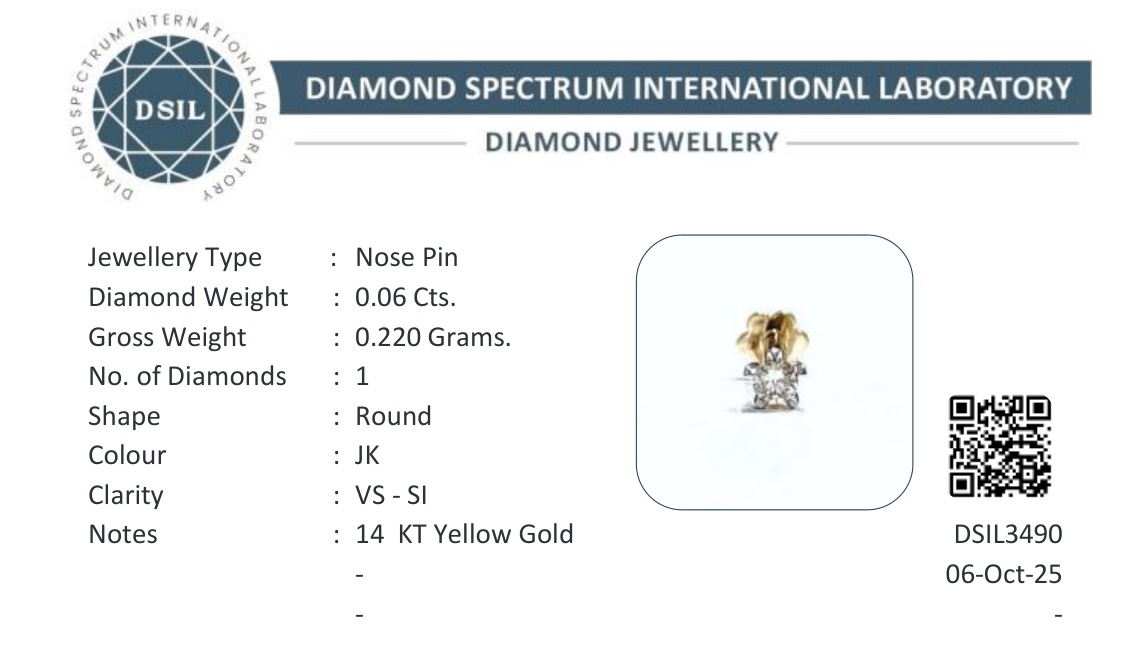 DIAMOND SPECTRUM INTERNATIONAL LABORATORY
DSIL
DIAMOND SPECTRUM INTERNATIONAL LABORATORY
DIAMOND JEWELLERY
Jewellery Type : Nose Pin
Diamond Weight : 0.06 Cts.
Gross Weight : 0.220 Grams.
No. of Diamonds : 1
Shape : Round
Colour : JK
Clarity : VS - SI
Notes : 14 KT Yellow Gold
DSIL3490
-
06-Oct-25
-
-